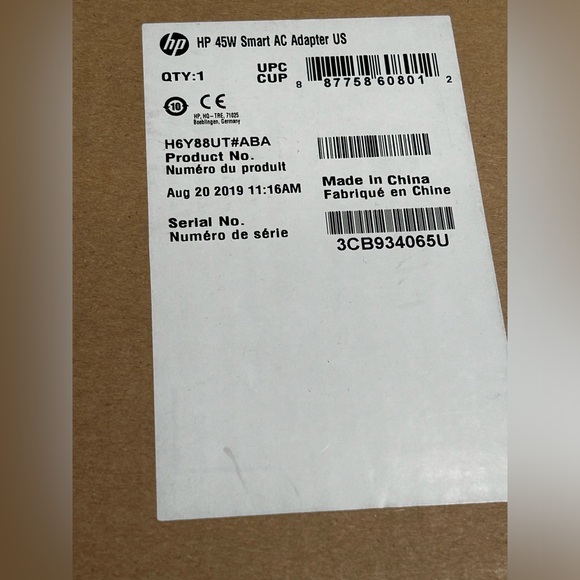 hp HP 45W Smart AC Adapter US
QTY:1
UPC
CUP
8 87758 60801 2
10 CE
HP, HQ-TRE, 71025
Boeblingen, Germany
H6Y88UT#ABA
Product No.
Numéro du produit
Aug 20 2019 11:16AM
Made in China
Fabriqué en Chine
Serial No.
Numéro de série
3CB934065U